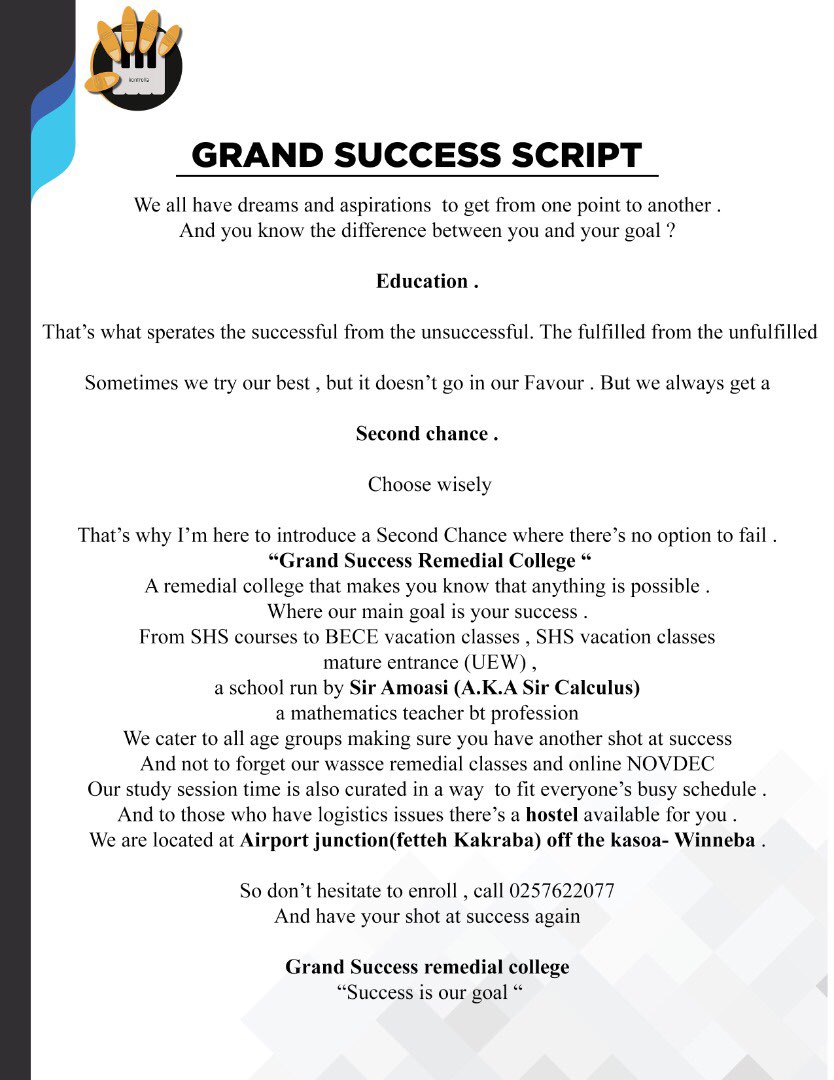 kontrolla
GRAND SUCCESS SCRIPT
We all have dreams and aspirations to get from one point to another .
And you know the difference between you and your goal ?
Education .
That’s what sperates the successful from the unsuccessful. The fulfilled from the unfulfilled
Sometimes we try our best , but it doesn’t go in our Favour . But we always get a
Second chance .
Choose wisely
That’s why I’m here to introduce a Second Chance where there’s no option to fail .
“Grand Success Remedial College “
A remedial college that makes you know that anything is possible .
Where our main goal is your success .
From SHS courses to BECE vacation classes , SHS vacation classes
mature entrance (UEW) ,
a school run by Sir Amoasi (A.K.A Sir Calculus)
a mathematics teacher bt profession
We cater to all age groups making sure you have another shot at success
And not to forget our wassce remedial classes and online NOVDEC
Our study session time is also curated in a way to fit everyone’s busy schedule .
And to those who have logistics issues there’s a hostel available for you .
We are located at Airport junction(fetteh Kakraba) off the kasoa- Winneba .
So don’t hesitate to enroll , call 0257622077
And have your shot at success again
Grand Success remedial college
“Success is our goal “